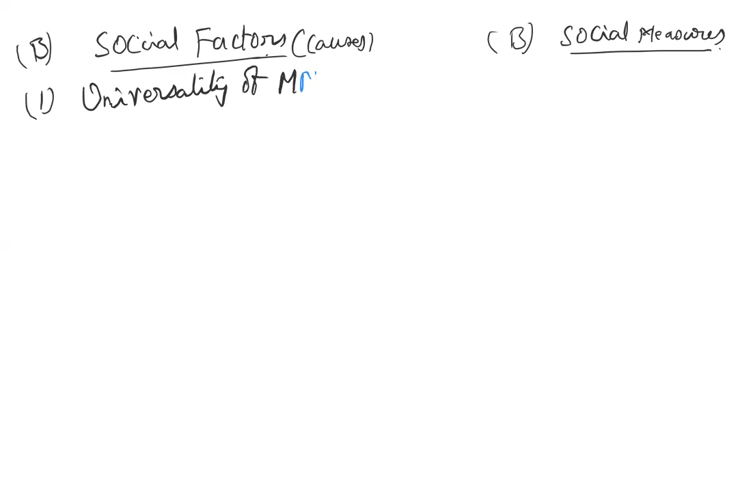 (B) Social Factors (Causes)
(B) Social Measures
(1) Universality of M